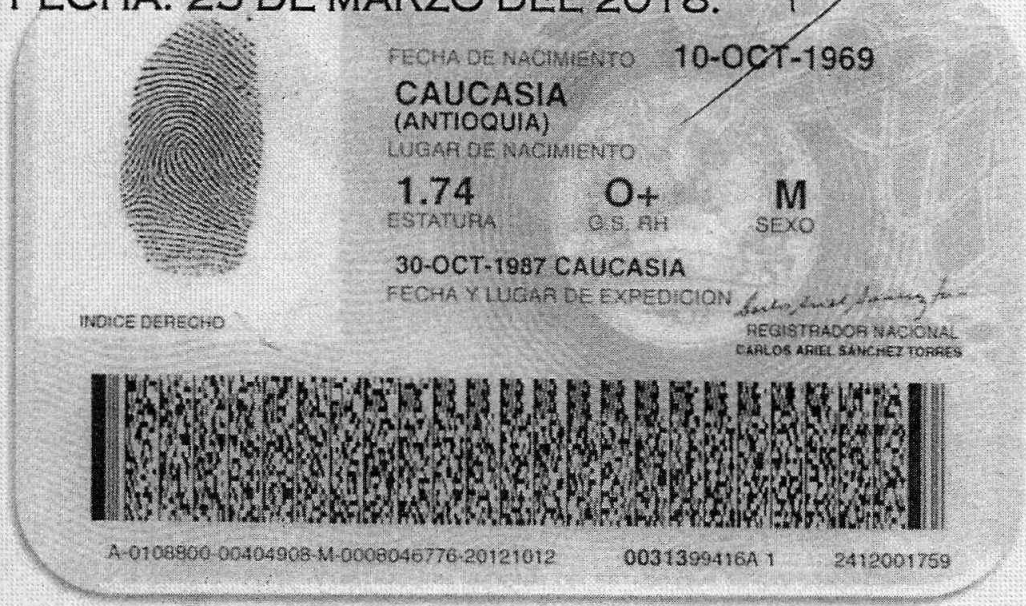 FECHA: 23 DE MARZO DEL 2018.
FECHA DE NACIMIENTO 10-OCT-1969
CAUCASIA
(ANTIOQUIA)
LUGAR DE NACIMIENTO
1.74 O+ M
ESTATURA G.S. RH SEXO
30-OCT-1987 CAUCASIA
FECHA Y LUGAR DE EXPEDICION
INDICE DERECHO
REGISTRADOR NACIONAL
CARLOS ARIEL SANCHEZ TORRES
A-0108800-00404908-M-0008046776-20121012 0031399416A 1 2412001759